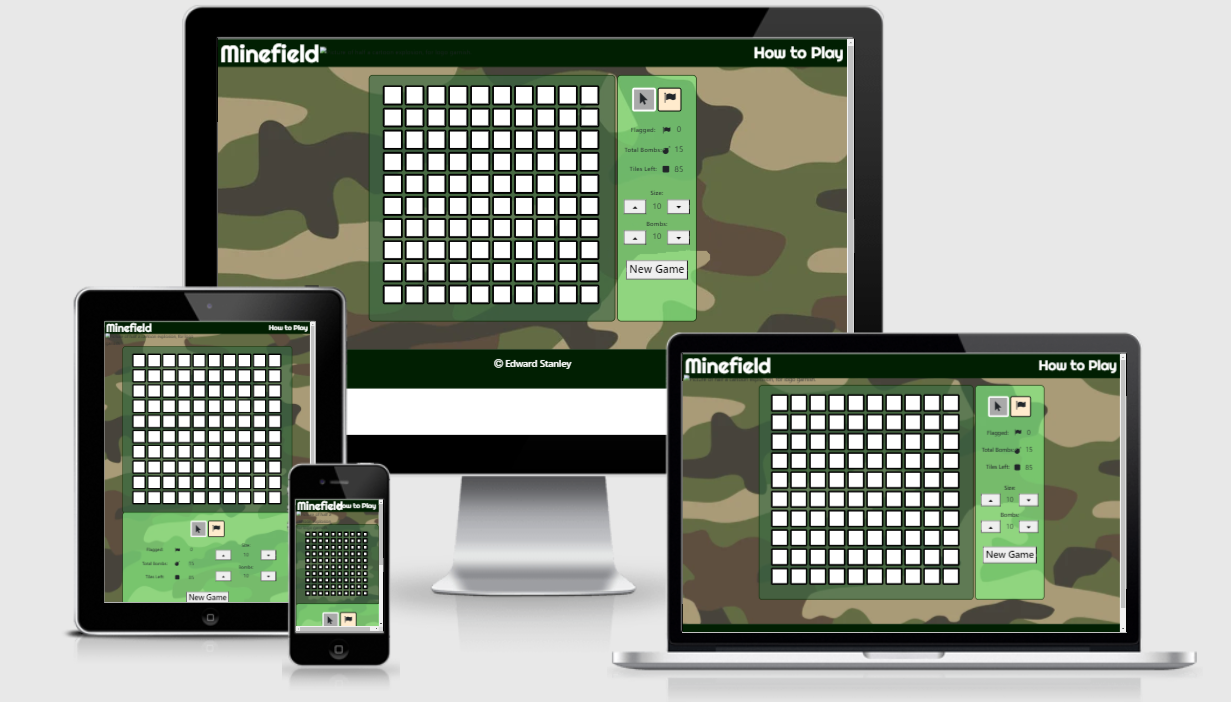 Minefield
How to Play
Flagged: 0
Total Bombs: 15
Tiles Left: 85
Size:
10
Bombs:
10
New Game
© Edward Stanley
Minefield
How to Play
Flagged: 0
Total Bombs: 15
Tiles Left: 85
Size:
10
Bombs:
10
New Game
Minefield
How to Play
Flagged: 0
Total Bombs: 15
Tiles Left: 85
Size:
10
Bombs:
10
New Game
Minefield
ow to Play